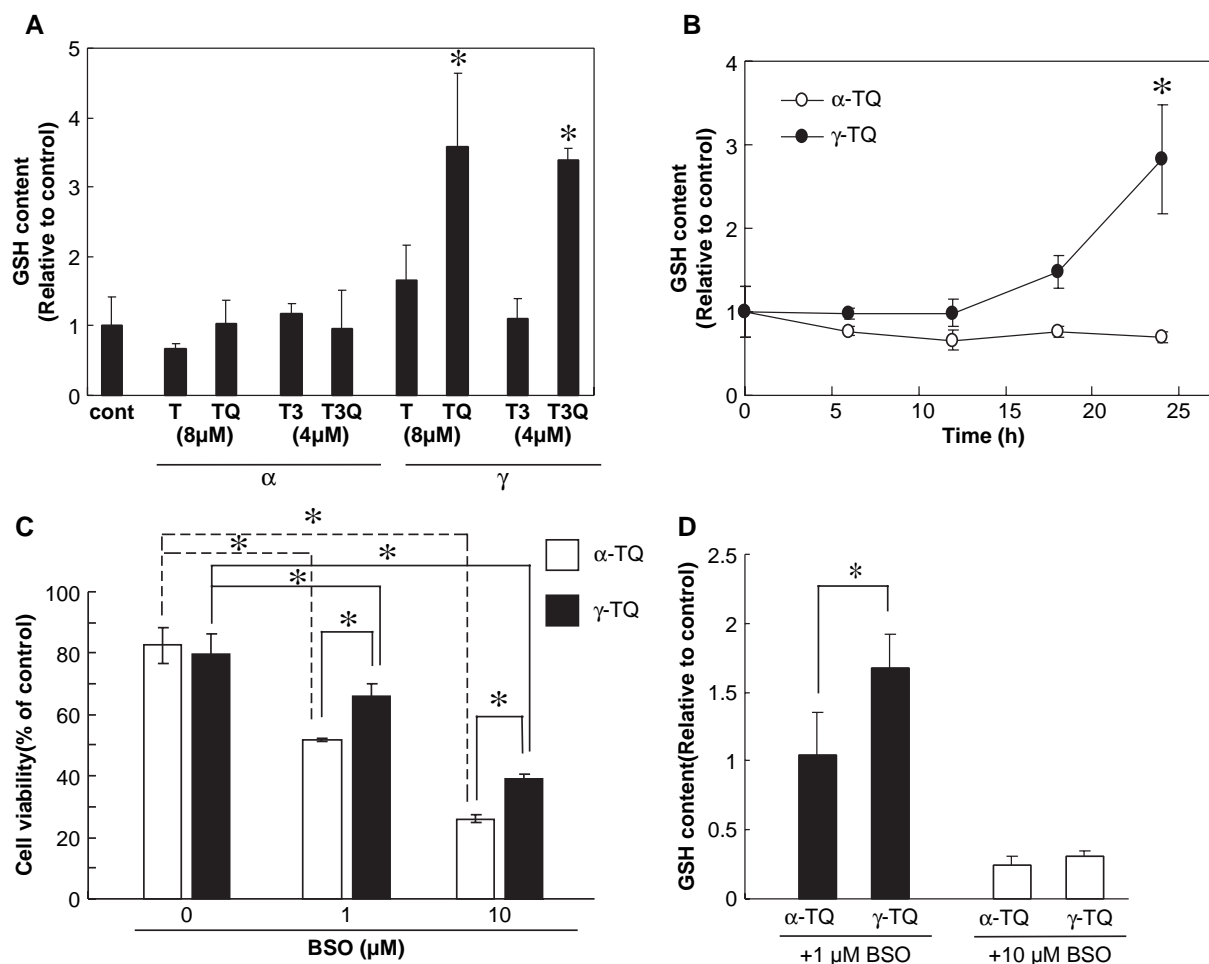 A
GSH content
(Relative to control)
5
4
3
2
1
0
*
*
cont
T
TQ
T3
T3Q
T
TQ
T3
T3Q
(8µM)
(4µM)
(8µM)
(4µM)
α
γ
B
GSH content
(Relative to control)
4
3
2
1
0
α-TQ
γ-TQ
*
0
5
10
15
20
25
Time (h)
C
Cell viability(% of control)
100
80
60
40
20
0
*
*
*
*
*
*
α-TQ
γ-TQ
0
1
10
BSO (µM)
D
GSH content(Relative to control)
2.5
2
1.5
1
0.5
0
*
α-TQ
γ-TQ
α-TQ
γ-TQ
+1 µM BSO
+10 µM BSO